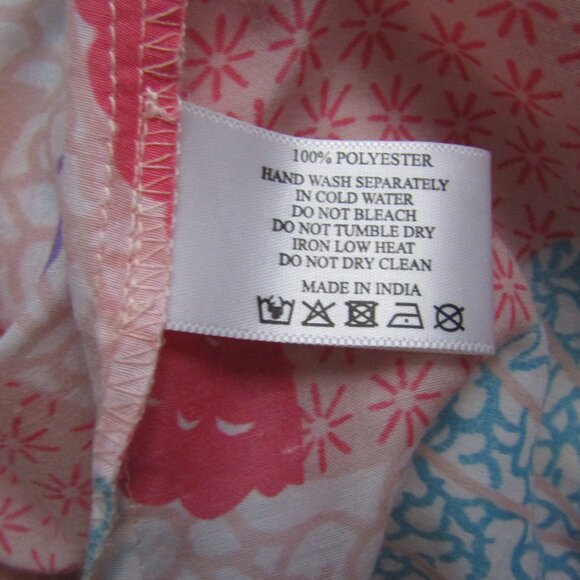 100% POLYESTER
HAND WASH SEPARATELY
IN COLD WATER
DO NOT BLEACH
DO NOT TUMBLE DRY
IRON LOW HEAT
DO NOT DRY CLEAN
MADE IN INDIA